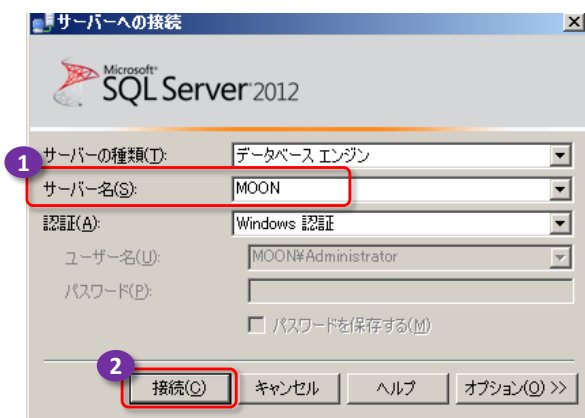 サーバーへの接続
Microsoft®
SQL Server 2012
サーバーの種類(T): データベース エンジン
1
サーバー名(S): MOON
認証(A): Windows 認証
ユーザー名(U): MOON¥Administrator
パスワード(P):
パスワードを保存する(M)
2
接続(C) キャンセル ヘルプ オプション(O) >>